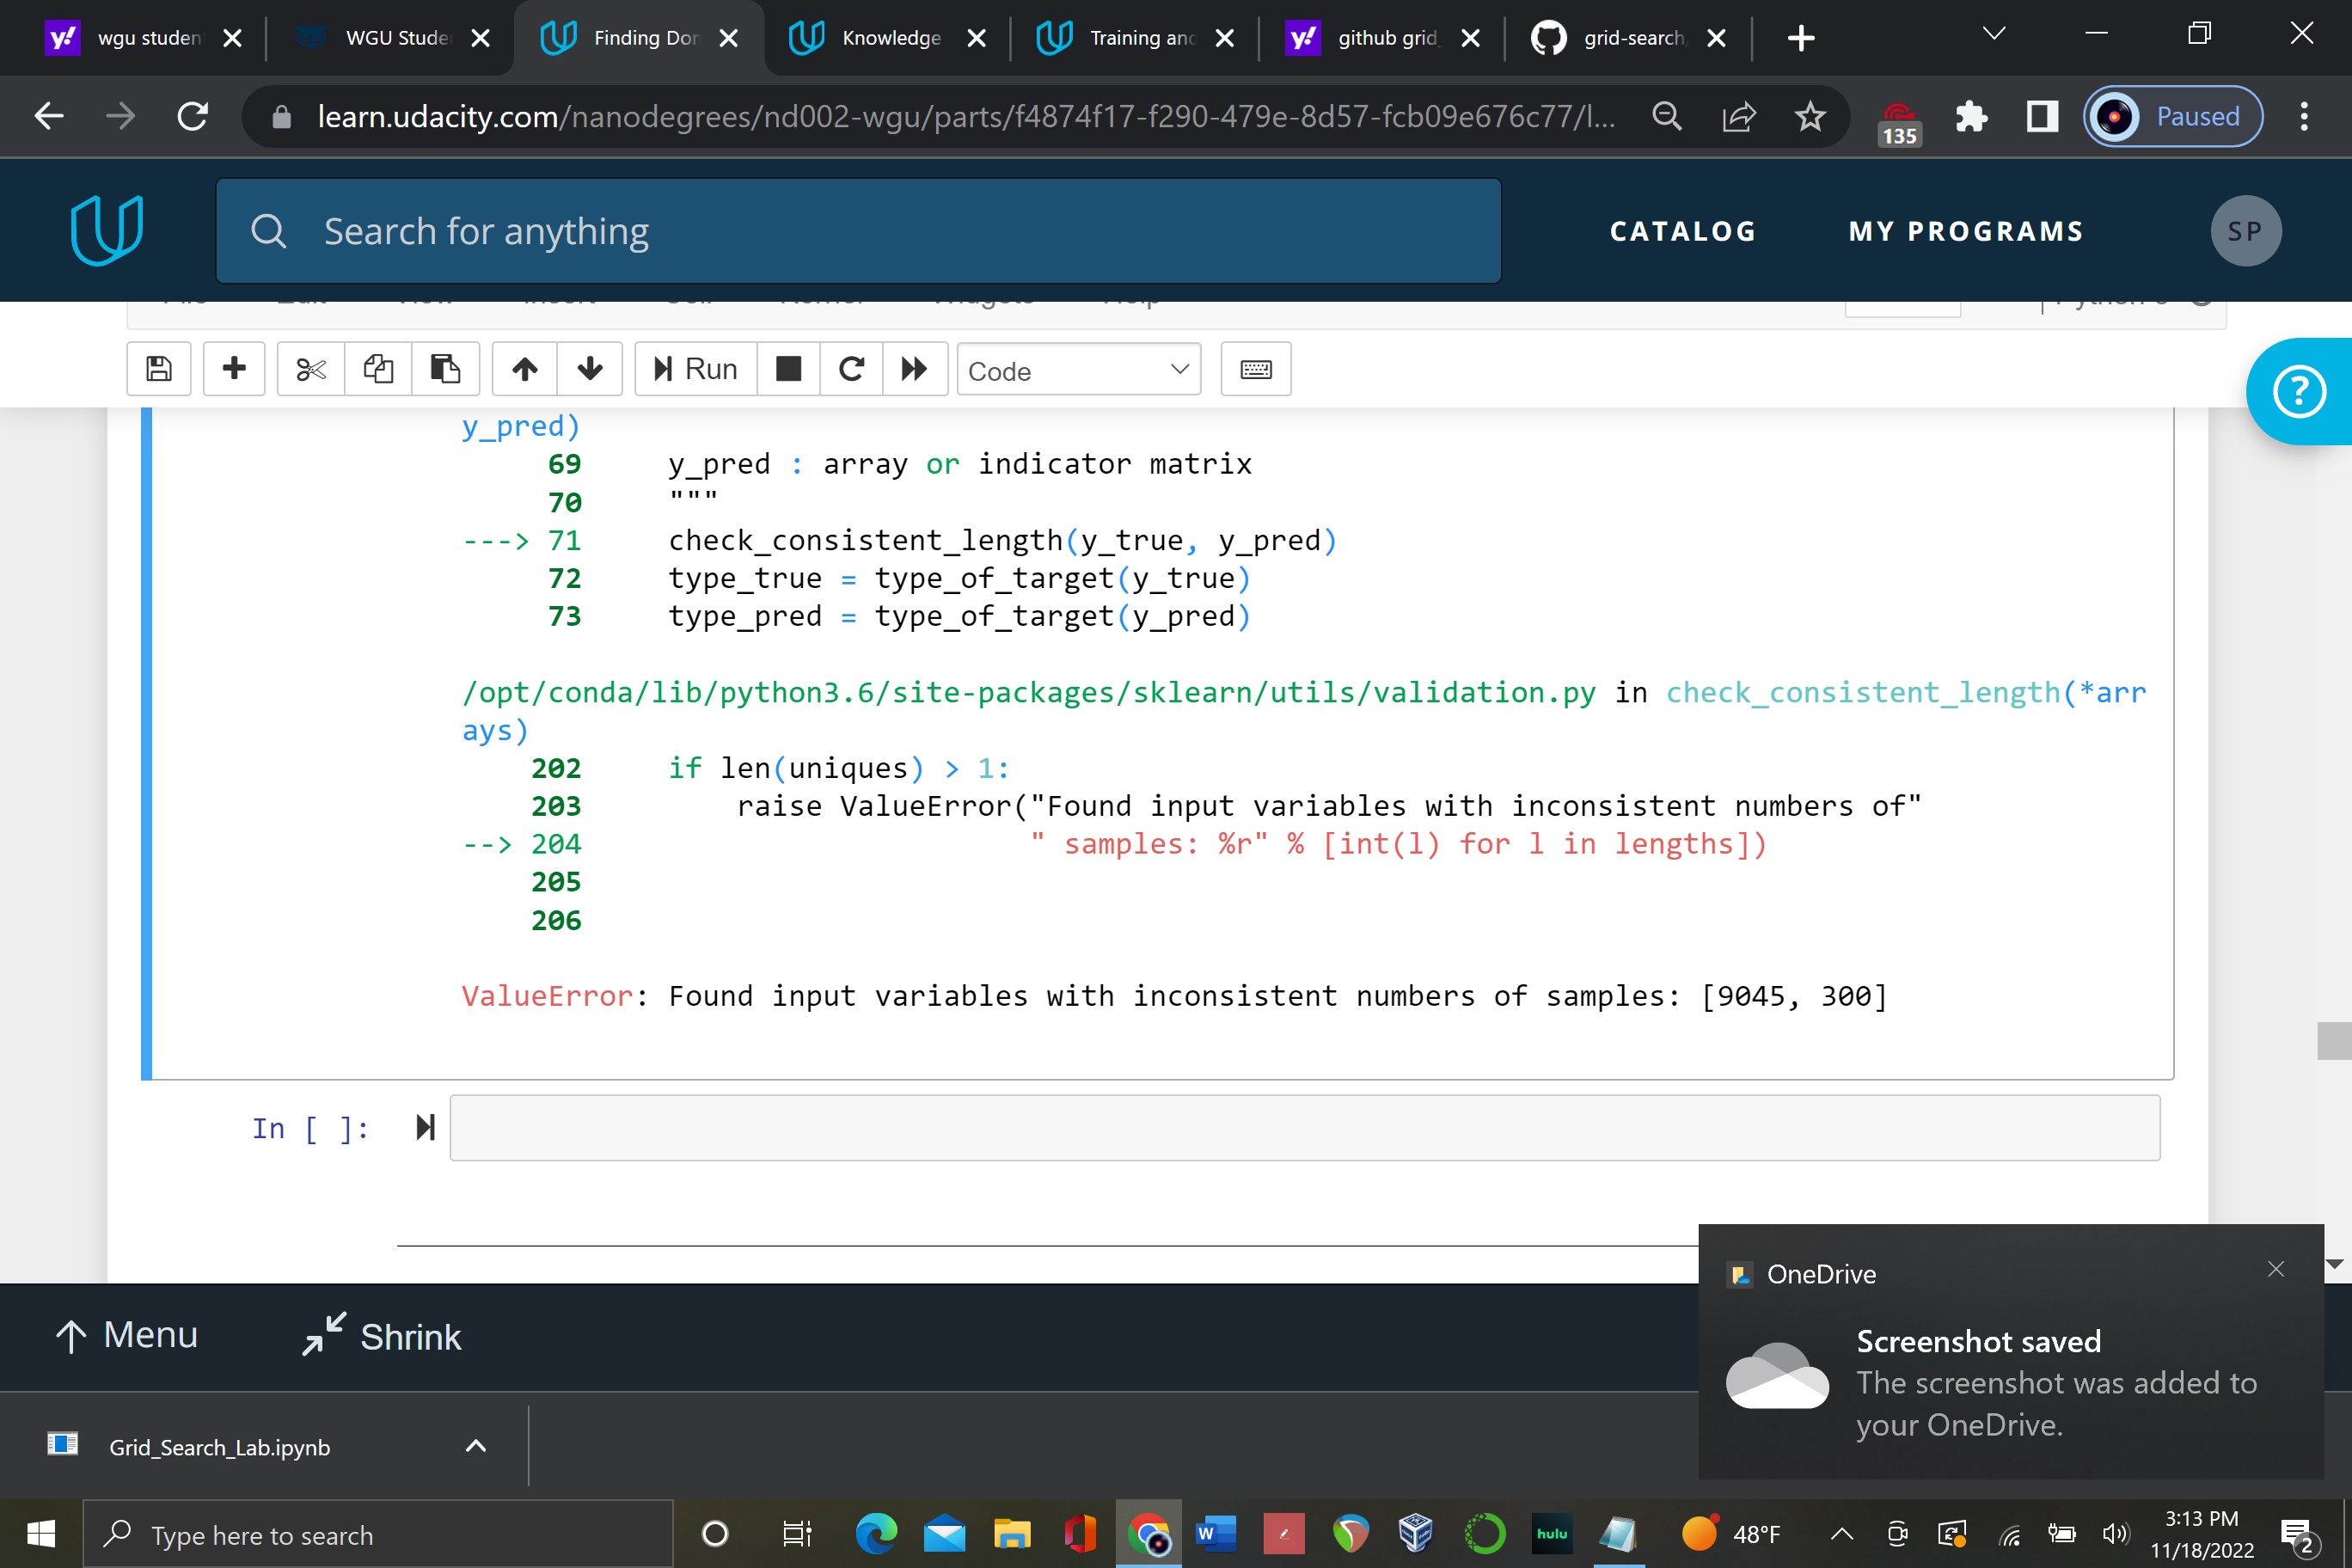 wgu studen
WGU Stude
Finding Don
Knowledge
Training and
github grid_
grid-search,
learn.udacity.com/nanodegrees/nd002-wgu/parts/f4874f17-f290-479e-8d57-fcb09e676c77/l...
135
Paused
Search for anything
CATALOG
MY PROGRAMS
SP
Run
Code
?
y_pred)
69 y_pred : array or indicator matrix
70 """
---> 71 check_consistent_length(y_true, y_pred)
72 type_true = type_of_target(y_true)
73 type_pred = type_of_target(y_pred)
/opt/conda/lib/python3.6/site-packages/sklearn/utils/validation.py in check_consistent_length(*arr
ays)
202 if len(uniques) > 1:
203 raise ValueError("Found input variables with inconsistent numbers of"
--> 204 " samples: %r" % [int(l) for l in lengths])
205
206
ValueError: Found input variables with inconsistent numbers of samples: [9045, 300]
In [ ]:
OneDrive
Screenshot saved
The screenshot was added to
your OneDrive.
Menu
Shrink
Grid_Search_Lab.ipynb
Type here to search
hulu
48°F
3:13 PM
11/18/2022
2